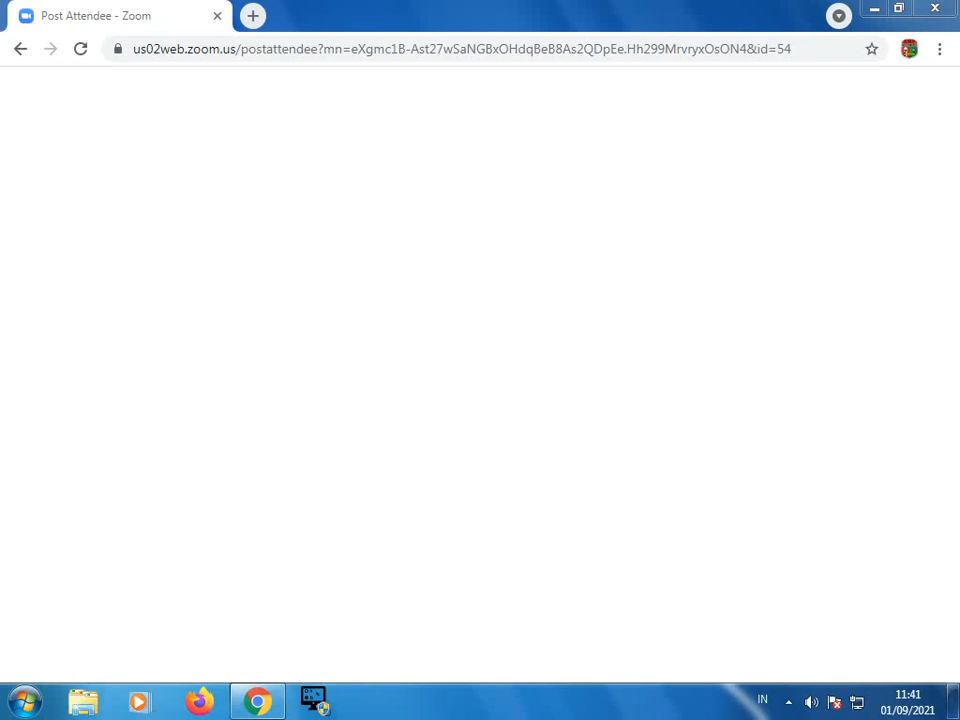 Post Attendee - Zoom
us02web.zoom.us/postattendee?mn=eXgmc1B-Ast27wSaNGBxOHdqBeB8As2QDpEe.Hh299MrvryxOsON4&id=54
IN
11:41
01/09/2021